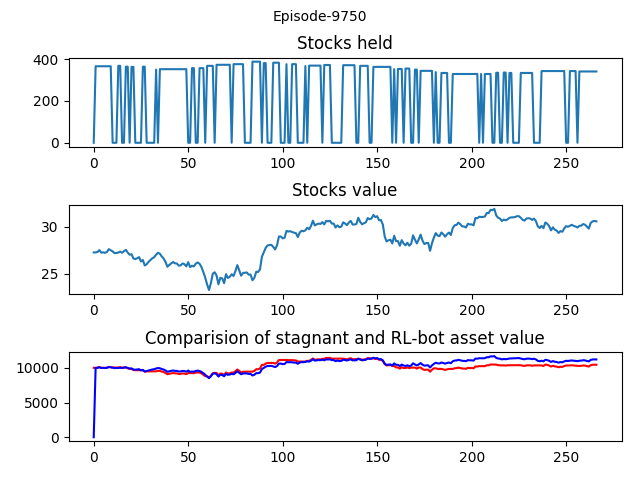 Episode-9750
Stocks held
400
200
0
0 50 100 150 200 250
Stocks value
30
25
0 50 100 150 200 250
Comparision of stagnant and RL-bot asset value
10000
5000
0
0 50 100 150 200 250